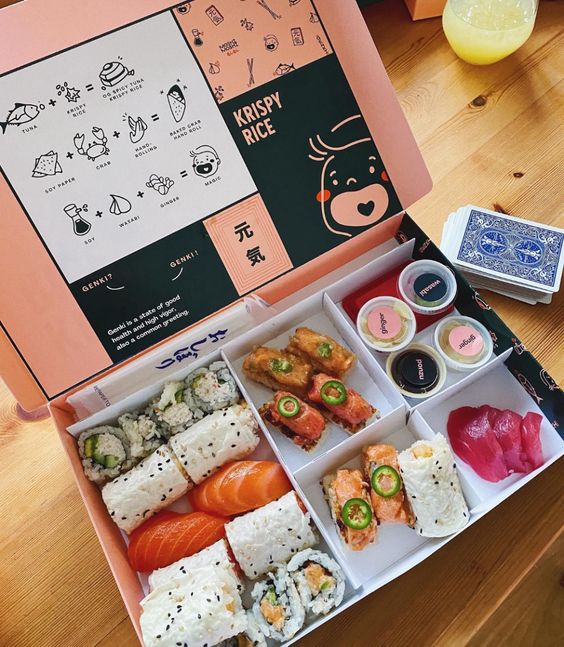 TUNA
KRISPY
RICE
OG SPICY TUNA
KRISPY RICE
SOY PAPER
CRAB
HAND-
ROLLING
BAKED CRAB
HAND ROLL
SOY
WASABI
GINGER
MAGIC
KRISPY
RICE
元
気
GENKI?
GENKI!
Genki is a state of good
health and high vigor,
also a common greeting.
wasabi
ginger
ginger
ponzu